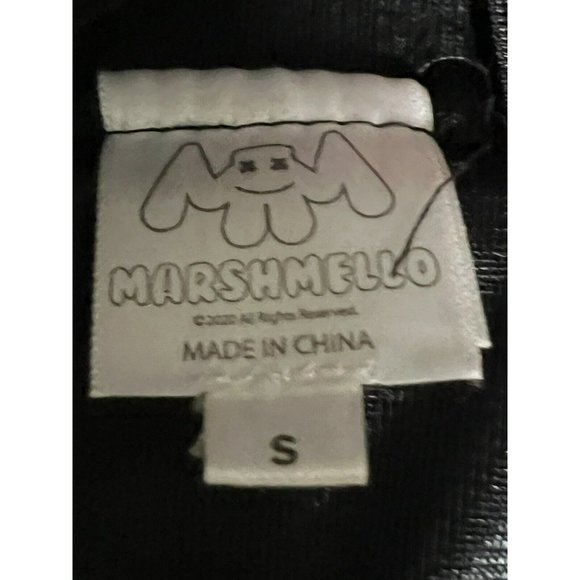 MARSHMELLO
©2020 All Rights Reserved.
MADE IN CHINA
S